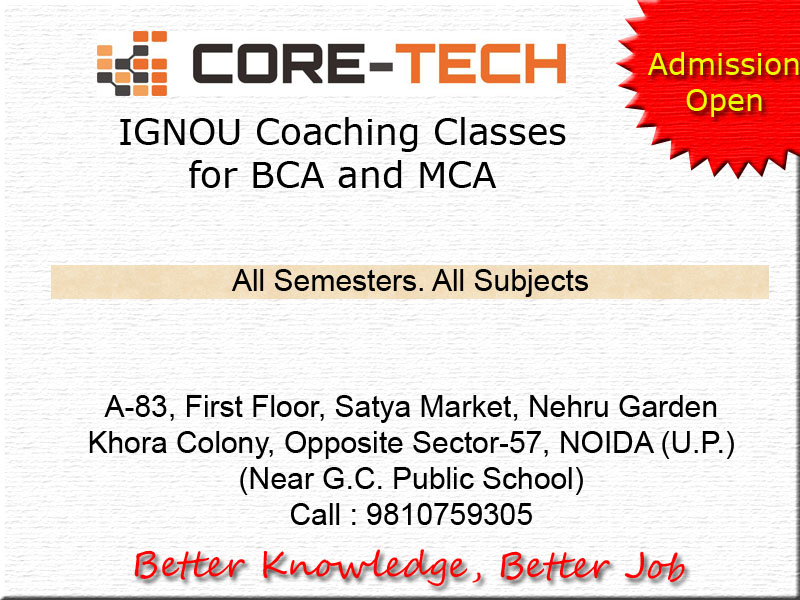 CORE-TECH
Admission
Open
IGNOU Coaching Classes
for BCA and MCA
All Semesters. All Subjects
A-83, First Floor, Satya Market, Nehru Garden
Khora Colony, Opposite Sector-57, NOIDA (U.P.)
(Near G.C. Public School)
Call : 9810759305
Better Knowledge, Better Job